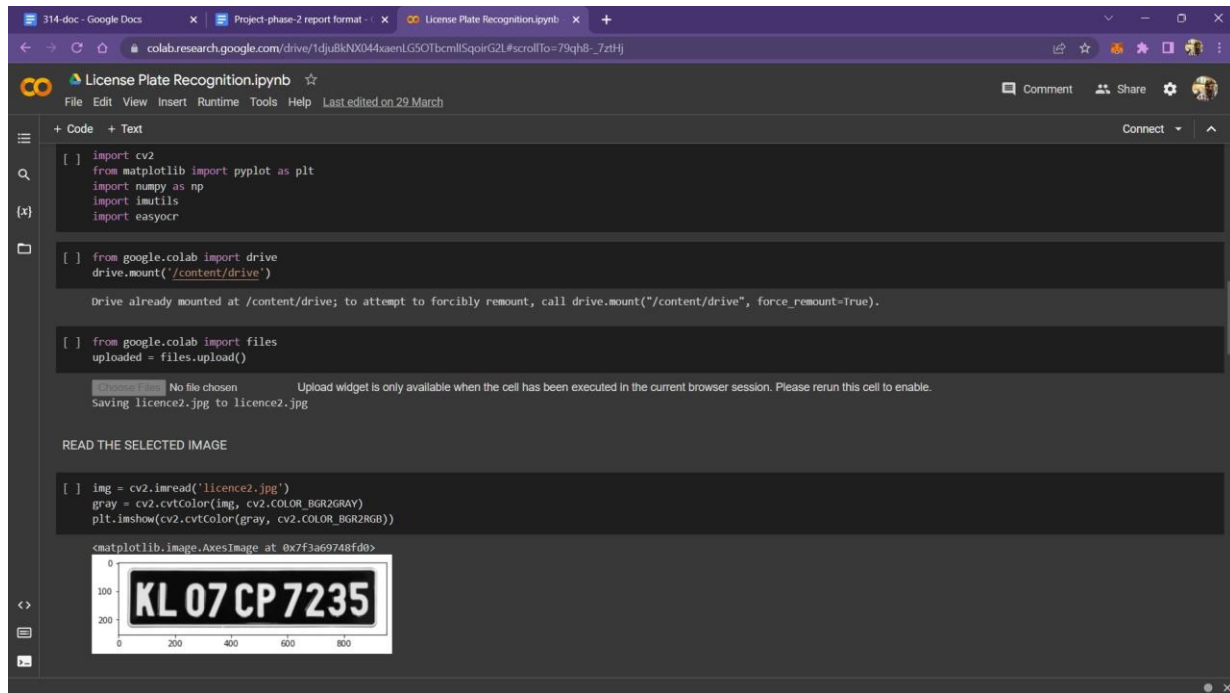 314-doc - Google Docs
Project-phase-2 report format -
License Plate Recognition.ipynb
colab.research.google.com/drive/1djuBkNX044xaenLG5OTbcmllSqoirG2L#scrollTo=79qh8-_7ztHj
License Plate Recognition.ipynb
File Edit View Insert Runtime Tools Help Last edited on 29 March
Comment Share
+ Code + Text
Connect
[ ] import cv2
from matplotlib import pyplot as plt
import numpy as np
import imutils
import easyocr
[ ] from google.colab import drive
drive.mount('/content/drive')
Drive already mounted at /content/drive; to attempt to forcibly remount, call drive.mount("/content/drive", force_remount=True).
[ ] from google.colab import files
uploaded = files.upload()
Choose Files No file chosen Upload widget is only available when the cell has been executed in the current browser session. Please rerun this cell to enable.
Saving licence2.jpg to licence2.jpg
READ THE SELECTED IMAGE
[ ] img = cv2.imread('licence2.jpg')
gray = cv2.cvtColor(img, cv2.COLOR_BGR2GRAY)
plt.imshow(cv2.cvtColor(gray, cv2.COLOR_BGR2RGB))
<matplotlib.image.AxesImage at 0x7f3a69748fd0>
0
100
200
KL 07 CP 7235
0 200 400 600 800